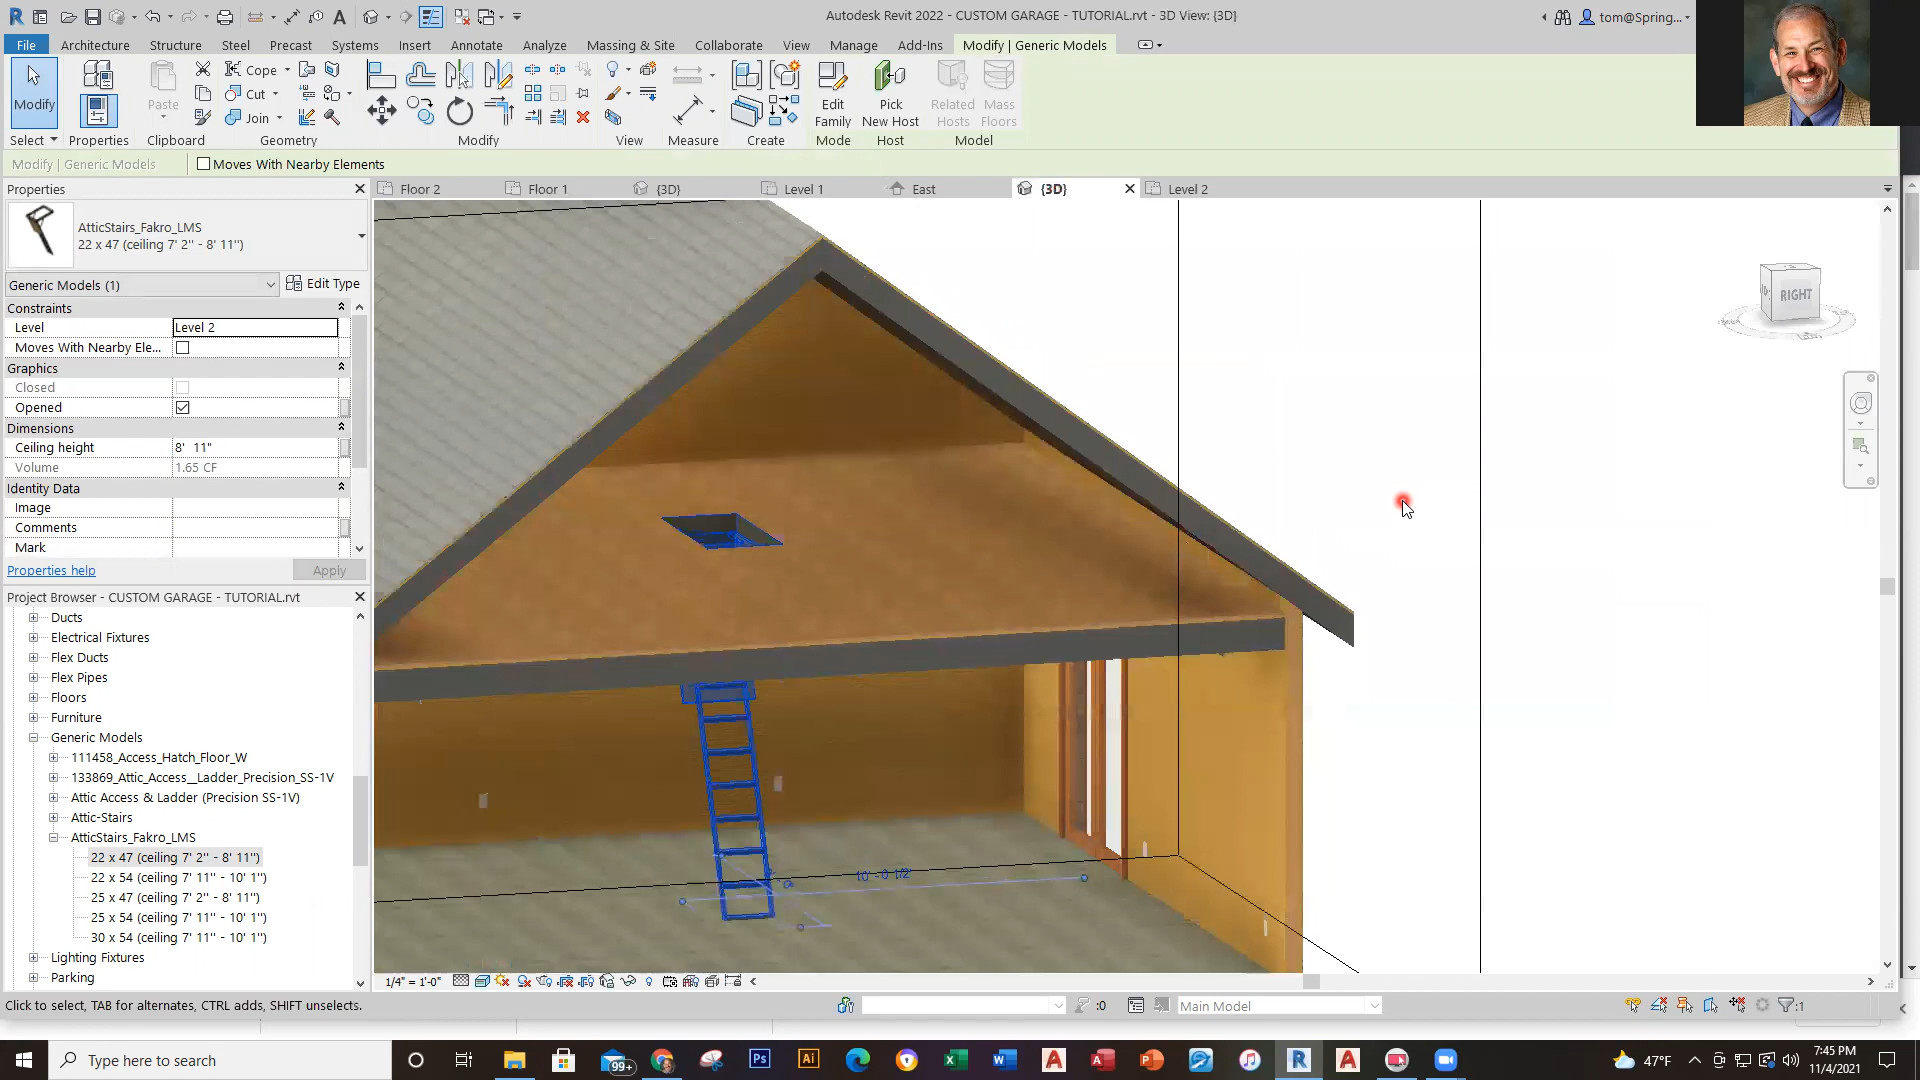 Autodesk Revit 2022 - CUSTOM GARAGE - TUTORIAL.rvt - 3D View: {3D}
tom@Spring...
File Architecture Structure Steel Precast Systems Insert Annotate Analyze Massing & Site Collaborate View Manage Add-Ins Modify | Generic Models
Modify
Paste
Cope
Cut
Join
Edit Family
Pick New Host
Related Hosts
Mass Floors
Select Properties Clipboard Geometry Modify View Measure Create Mode Host Model
Modify | Generic Models
Moves With Nearby Elements
Properties
Floor 2 Floor 1 {3D} Level 1 East {3D} Level 2
AtticStairs_Fakro_LMS
22 x 47 (ceiling 7' 2" - 8' 11")
Generic Models (1) Edit Type
Constraints
Level Level 2
Moves With Nearby Ele...
Graphics
Closed
Opened
Dimensions
Ceiling height 8' 11"
Volume 1.65 CF
Identity Data
Image
Comments
Mark
Properties help Apply
RIGHT
10' - 0 1/2"
Project Browser - CUSTOM GARAGE - TUTORIAL.rvt
Ducts
Electrical Fixtures
Flex Ducts
Flex Pipes
Floors
Furniture
Generic Models
111458_Access_Hatch_Floor_W
133869_Attic_Access__Ladder_Precision_SS-1V
Attic Access & Ladder (Precision SS-1V)
Attic-Stairs
AtticStairs_Fakro_LMS
22 x 47 (ceiling 7' 2" - 8' 11")
22 x 54 (ceiling 7' 11" - 10' 1")
25 x 47 (ceiling 7' 2" - 8' 11")
25 x 54 (ceiling 7' 11" - 10' 1")
30 x 54 (ceiling 7' 11" - 10' 1")
Lighting Fixtures
Parking
1/4" = 1'-0"
Click to select, TAB for alternates, CTRL adds, SHIFT unselects.
:0
Main Model
:1
Type here to search
99+
Ps
Ai
47°F
7:45 PM
11/4/2021